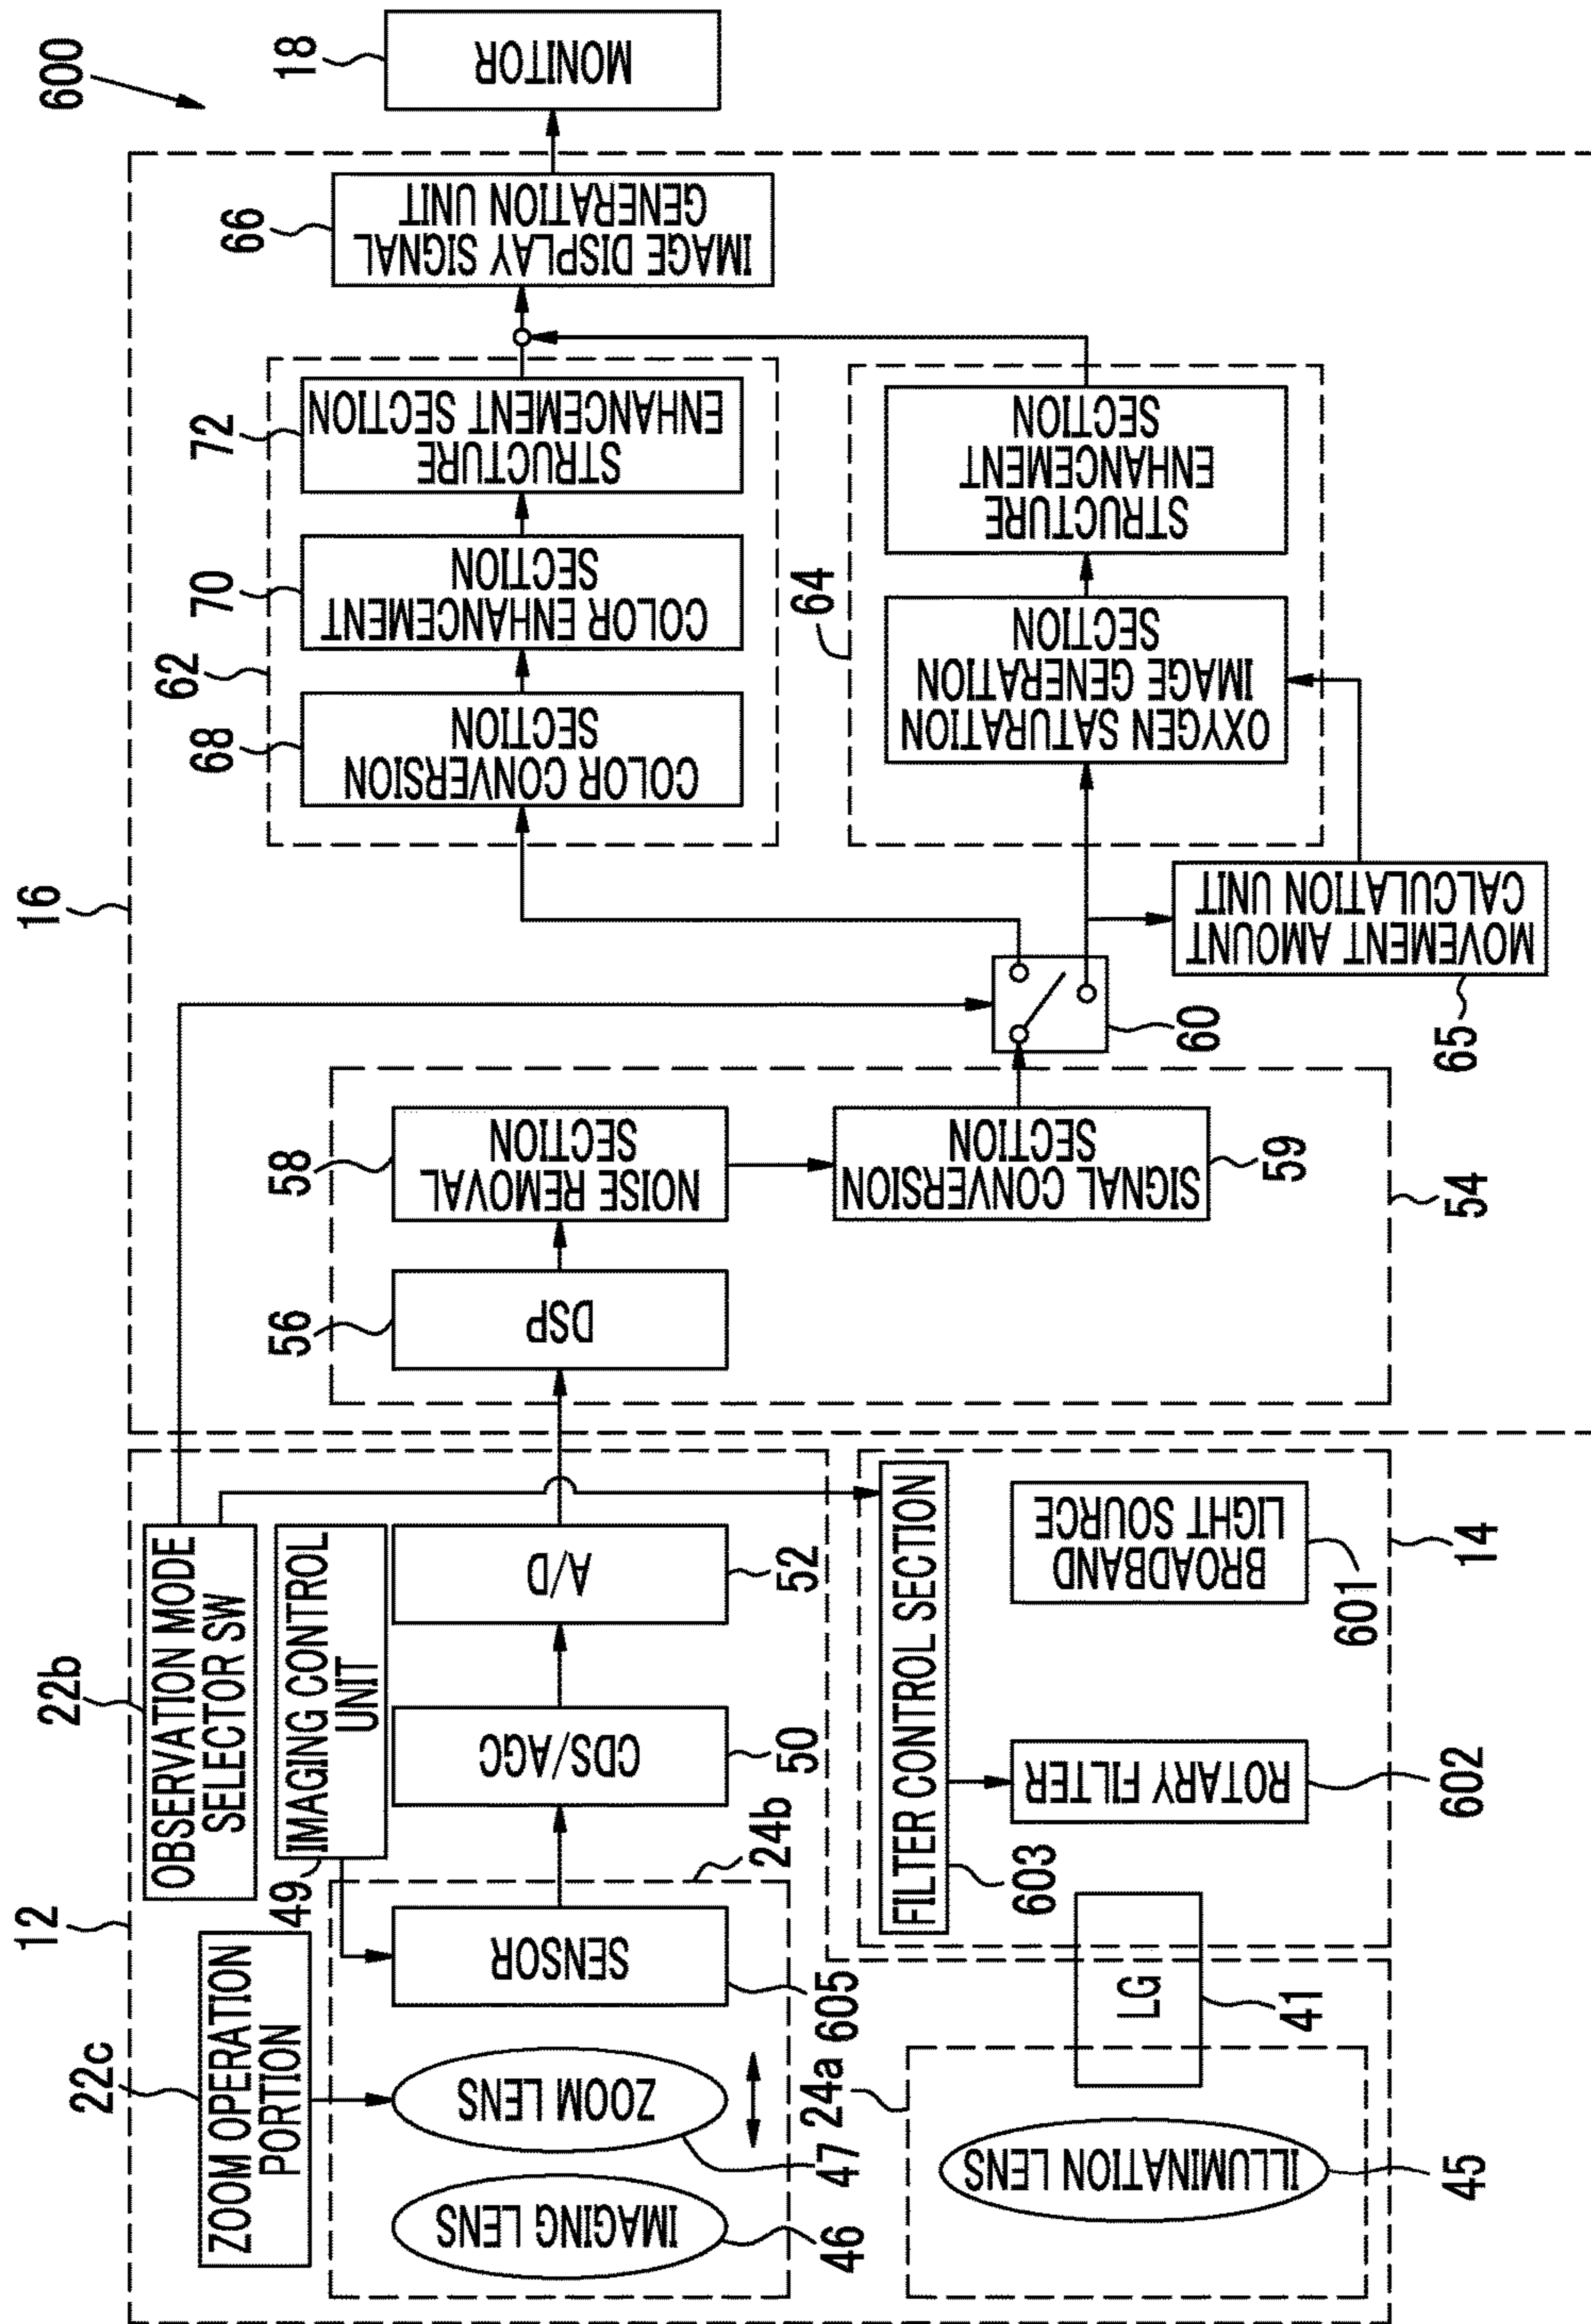 600
12
16
22c
ZOOM OPERATION
PORTION
22b
OBSERVATION MODE
SELECTOR SW
49
IMAGING CONTROL
UNIT
IMAGING LENS
46
ZOOM LENS
47
SENSOR
605
24b
CDS/AGC
50
A/D
52
24a
ILLUMINATION LENS
45
LG
41
FILTER CONTROL SECTION
603
ROTARY FILTER
602
BROADBAND
LIGHT SOURCE
601
14
DSP
56
NOISE REMOVAL
SECTION
58
SIGNAL CONVERSION
SECTION
59
54
60
MOVEMENT AMOUNT
CALCULATION UNIT
65
62
COLOR CONVERSION
SECTION
68
COLOR ENHANCEMENT
SECTION
70
STRUCTURE
ENHANCEMENT SECTION
72
64
OXYGEN SATURATION
IMAGE GENERATION
SECTION
STRUCTURE
ENHANCEMENT
SECTION
IMAGE DISPLAY SIGNAL
GENERATION UNIT
66
MONITOR
18